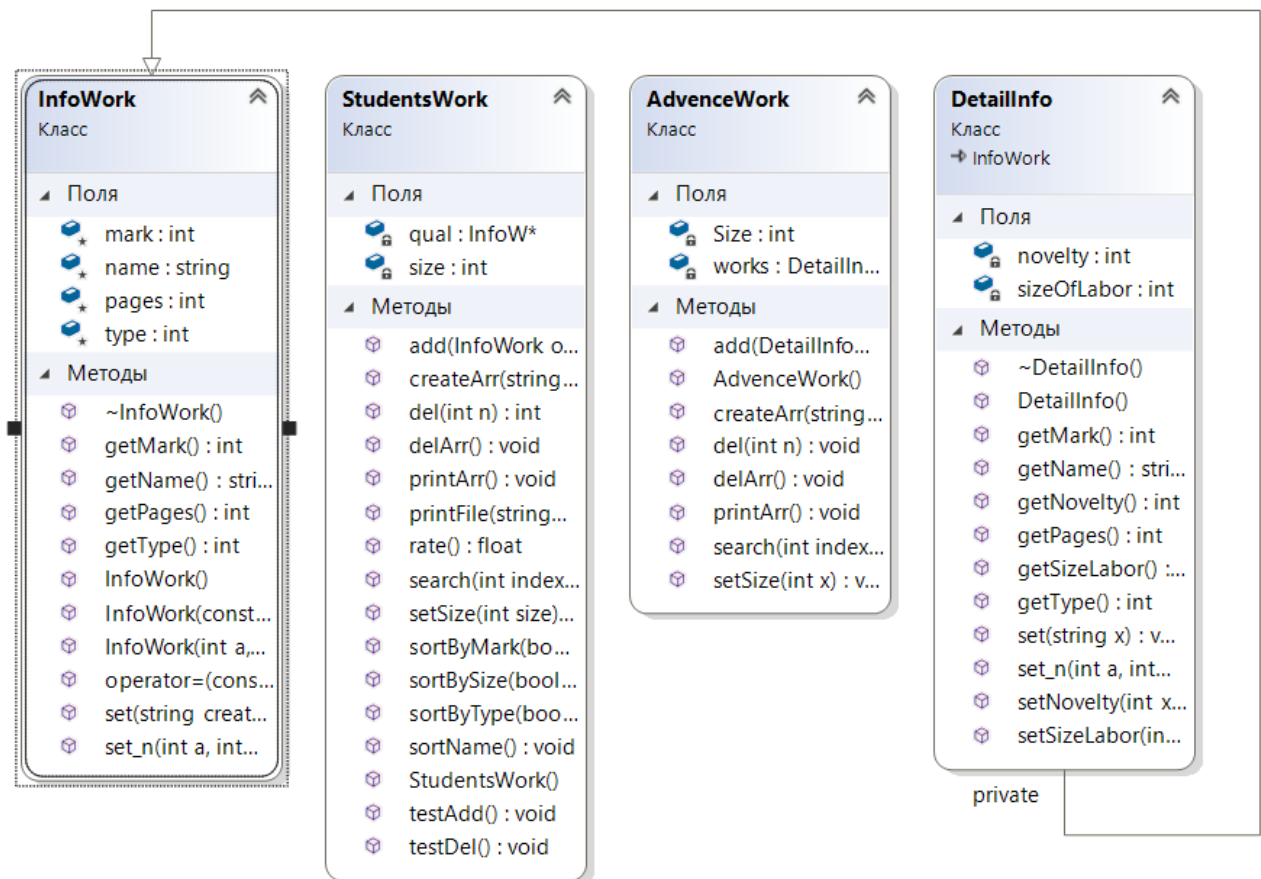 InfoWork
Класс
Поля
mark : int
name : string
pages : int
type : int
Методы
~InfoWork()
getMark() : int
getName() : stri...
getPages() : int
getType() : int
InfoWork()
InfoWork(const...
InfoWork(int a,...
operator=(cons...
set(string creat...
set_n(int a, int...
StudentsWork
Класс
Поля
qual : InfoW*
size : int
Методы
add(InfoWork o...
createArr(string...
del(int n) : int
delArr() : void
printArr() : void
printFile(string...
rate() : float
search(int index...
setSize(int size)...
sortByMark(bo...
sortBySize(bool...
sortByType(boo...
sortName() : void
StudentsWork()
testAdd() : void
testDel() : void
AdvenceWork
Класс
Поля
Size : int
works : DetailIn...
Методы
add(DetailInfo...
AdvenceWork()
createArr(string...
del(int n) : void
delArr() : void
printArr() : void
search(int index...
setSize(int x) : v...
DetailInfo
Класс
InfoWork
Поля
novelty : int
sizeOfLabor : int
Методы
~DetailInfo()
DetailInfo()
getMark() : int
getName() : stri...
getNovelty() : int
getPages() : int
getSizeLabor() :...
getType() : int
set(string x) : v...
set_n(int a, int...
setNovelty(int x...
setSizeLabor(in...
private